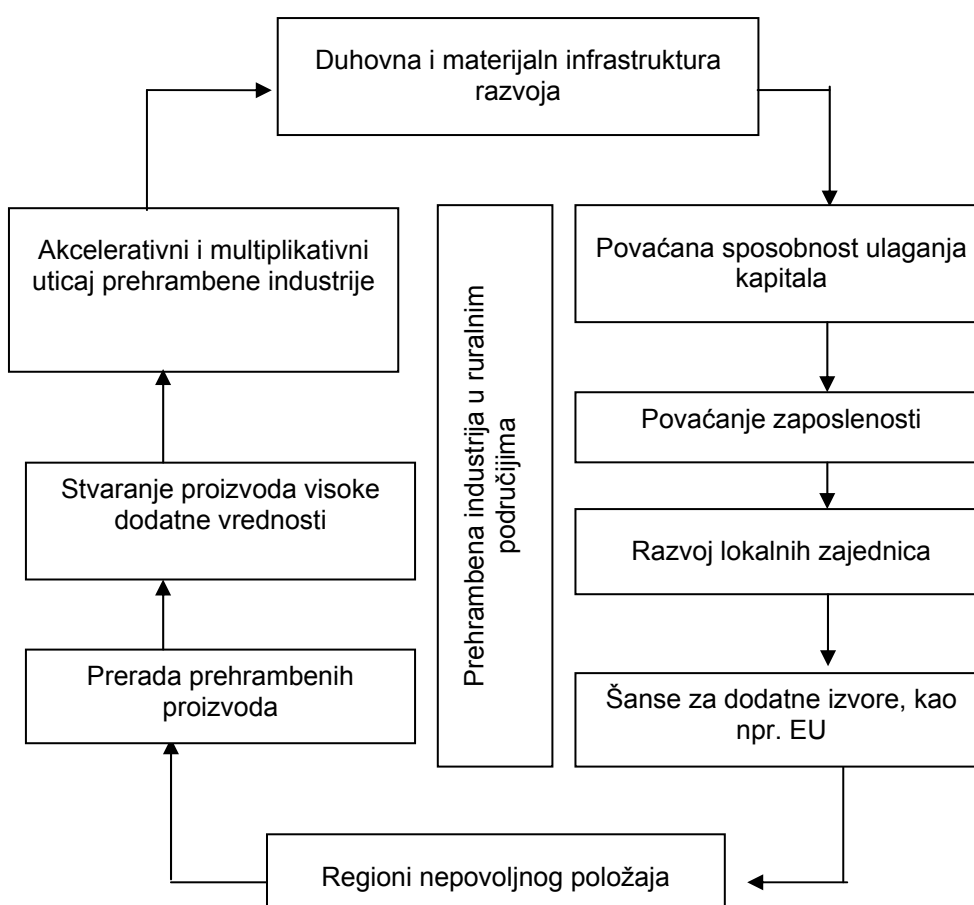 Duhovna i materijaln infrastruktura
razvoja
Akcelerativni i multiplikativni
uticaj prehrambene industrije
Povaćana sposobnost ulaganja
kapitala
Prehrambena industrija u ruralnim
područijima
Povaćanje zaposlenosti
Stvaranje proizvoda visoke
dodatne vrednosti
Razvoj lokalnih zajednica
Prerada prehrambenih
proizvoda
Šanse za dodatne izvore, kao
npr. EU
Regioni nepovoljnog položaja